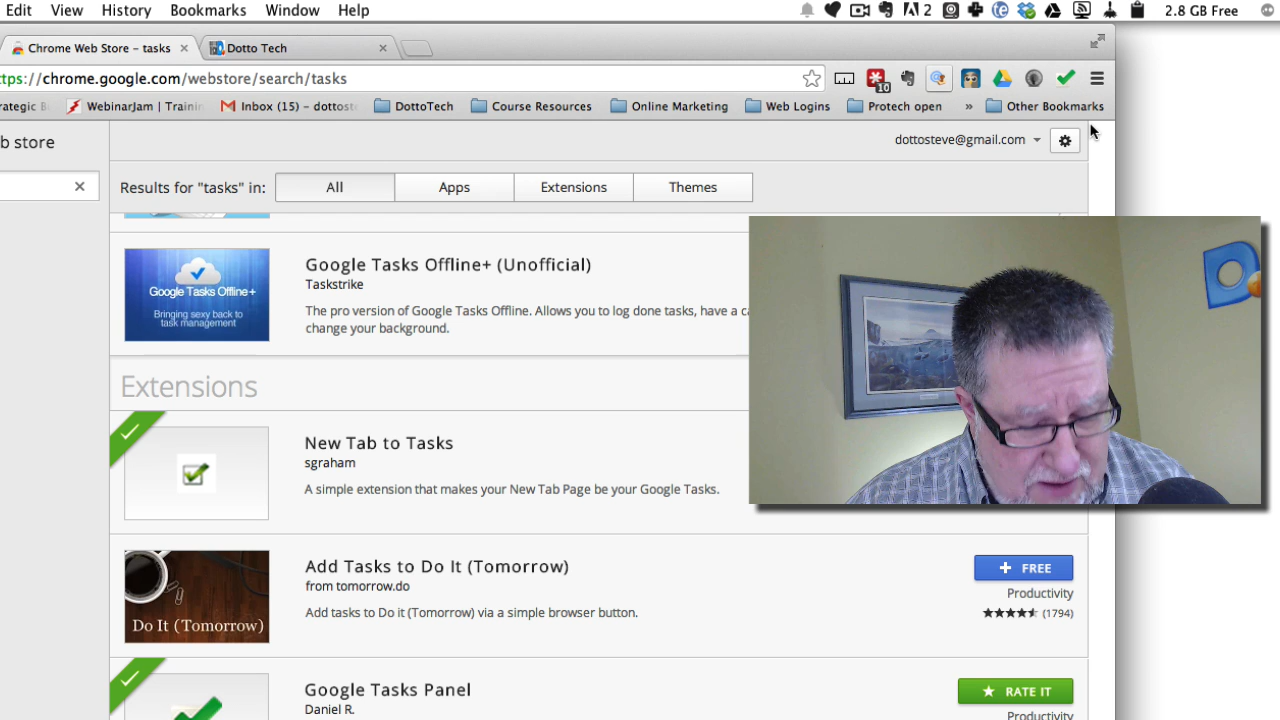 Edit View History Bookmarks Window Help 2 2.8 GB Free
Chrome Web Store - tasks Dotto Tech
ttps://chrome.google.com/webstore/search/tasks
10
WebinarJam | Trainin Inbox (15) - dottost DottoTech Course Resources Online Marketing Web Logins Protech open » Other Bookmarks
b store
dottosteve@gmail.com
Results for "tasks" in: All Apps Extensions Themes
Google Tasks Offline+
Bringing sexy back to
task management
Google Tasks Offline+ (Unofficial)
Taskstrike
The pro version of Google Tasks Offline. Allows you to log done tasks, have a ca
change your background.
Extensions
New Tab to Tasks
sgraham
A simple extension that makes your New Tab Page be your Google Tasks.
Do It (Tomorrow)
Add Tasks to Do It (Tomorrow)
from tomorrow.do
Add tasks to Do it (Tomorrow) via a simple browser button.
FREE
Productivity
(1794)
Google Tasks Panel
Daniel R.
RATE IT
Productivity